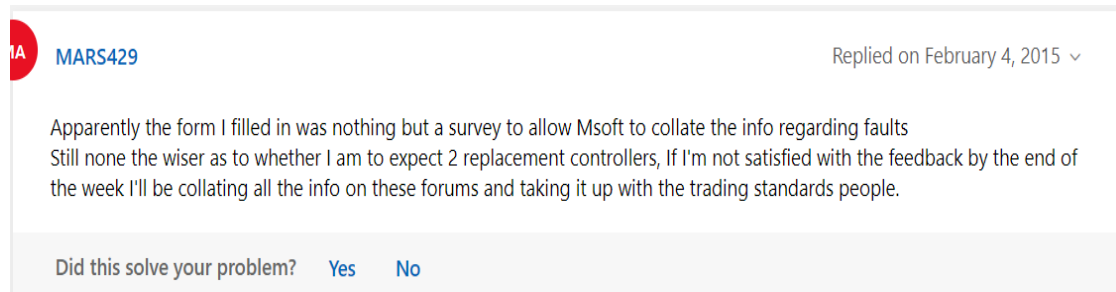 MA
MARS429
Replied on February 4, 2015
Apparently the form I filled in was nothing but a survey to allow Msoft to collate the info regarding faults
Still none the wiser as to whether I am to expect 2 replacement controllers, If I'm not satisfied with the feedback by the end of
the week I'll be collating all the info on these forums and taking it up with the trading standards people.
Did this solve your problem? Yes No